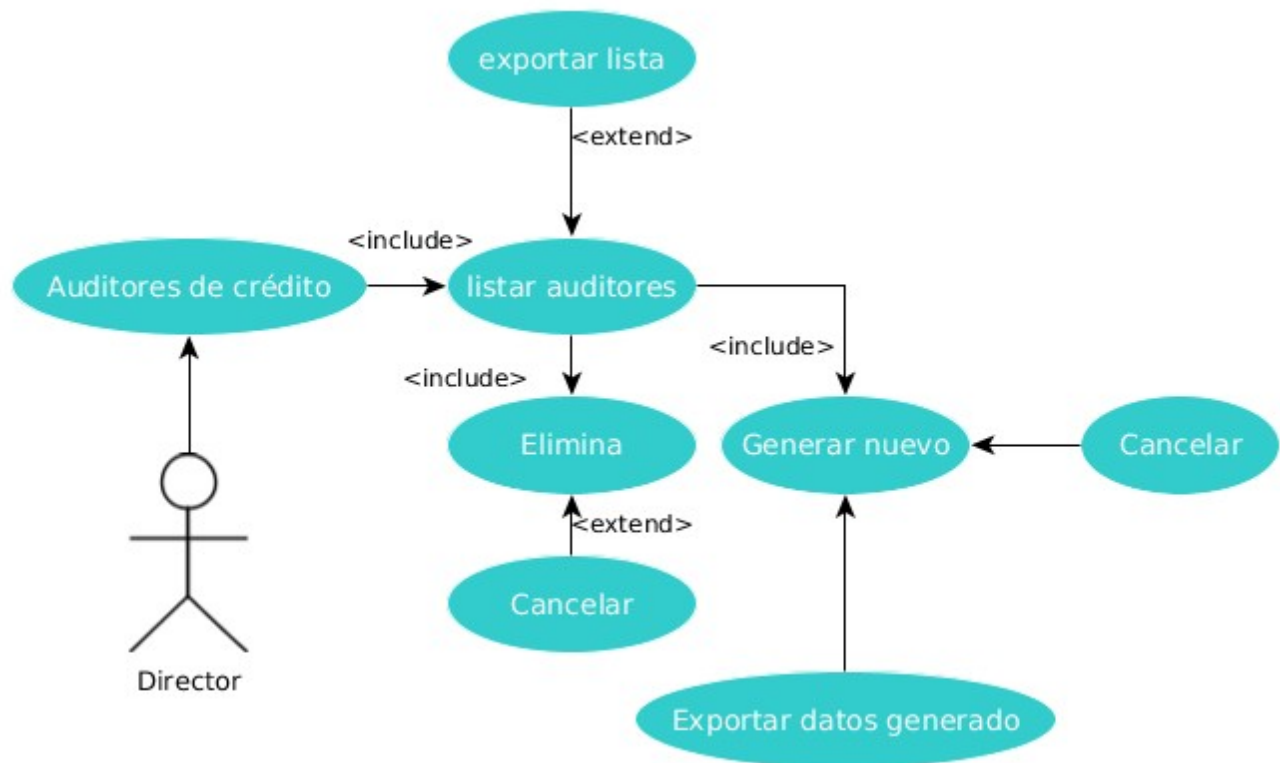 exportar lista
<extend>
<include>
Auditores de crédito
listar auditores
<include>
<include>
Elimina
Generar nuevo
Cancelar
<extend>
Cancelar
Director
Exportar datos generado